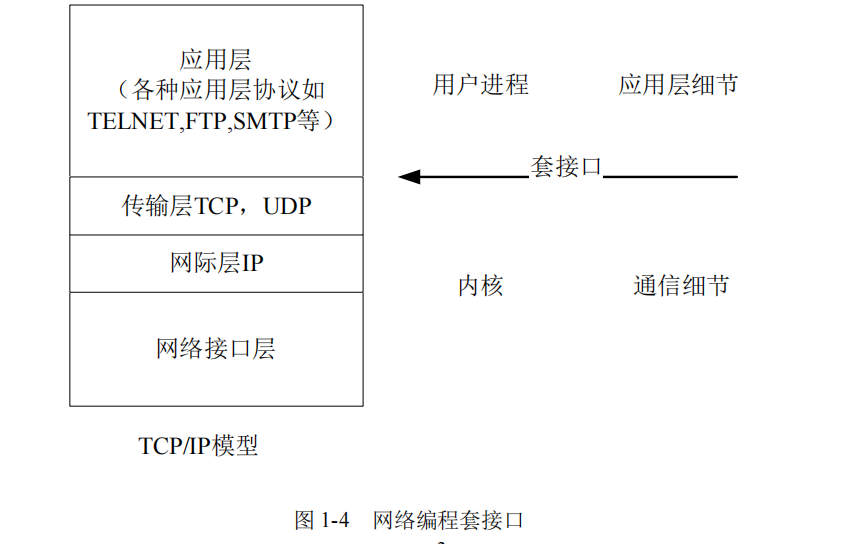 应用层
（各种应用层协议如
TELNET,FTP,SMTP等）
用户进程
应用层细节
套接口
传输层TCP，UDP
网际层IP
内核
通信细节
网络接口层
TCP/IP模型
图 1-4 网络编程套接口